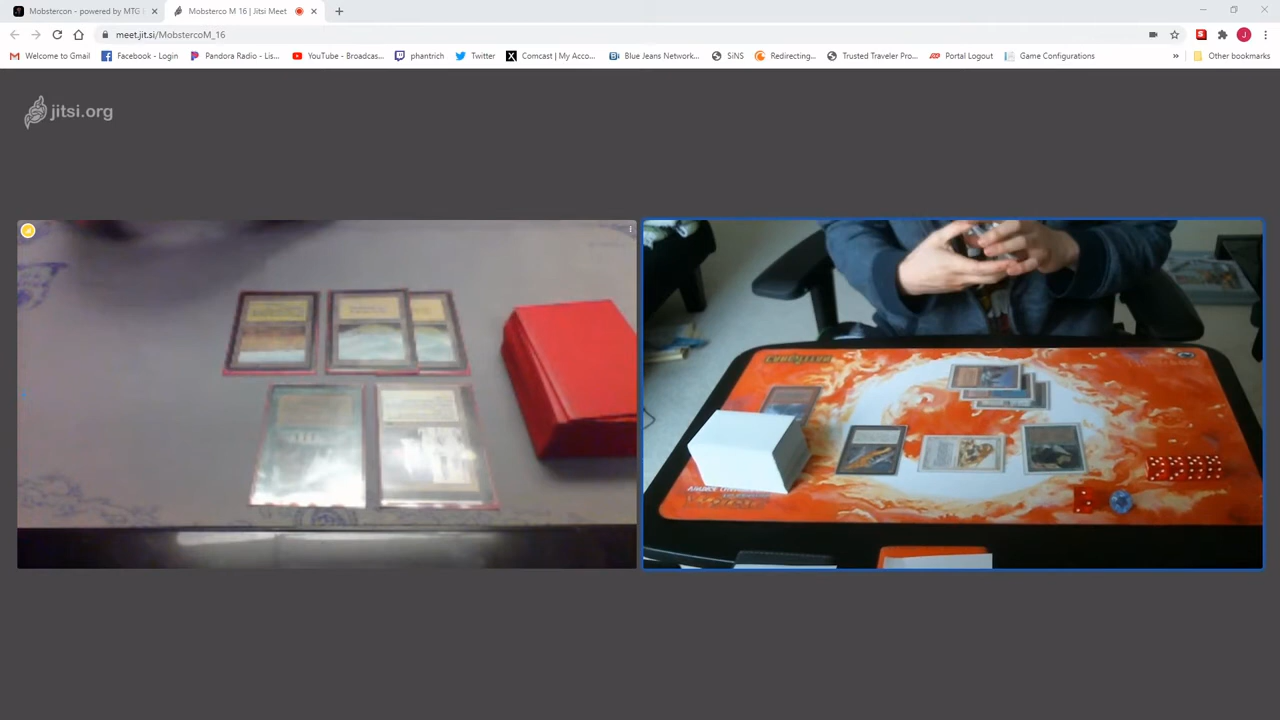 Mobstercon - powered by MTG
Mobsterco M 16 | Jitsi Meet
meet.jit.si/MobstercoM_16
Welcome to Gmail
Facebook - Login
Pandora Radio - Lis...
YouTube - Broadcas...
phantrich
Twitter
Comcast | My Acco...
Blue Jeans Network...
SiNS
Redirecting...
Trusted Traveler Pro...
Portal Logout
Game Configurations
»
Other bookmarks
jitsi.org